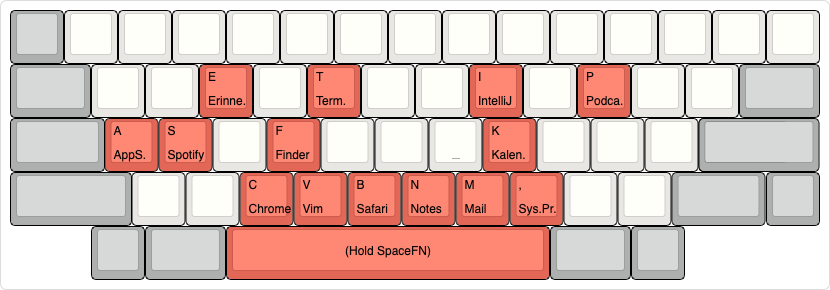 E T I P
Erinne. Term. IntelliJ Podca.
A S F K
AppS. Spotify Finder _ Kalen.
C V B N M ,
Chrome Vim Safari Notes Mail Sys.Pr.
(Hold SpaceFN)